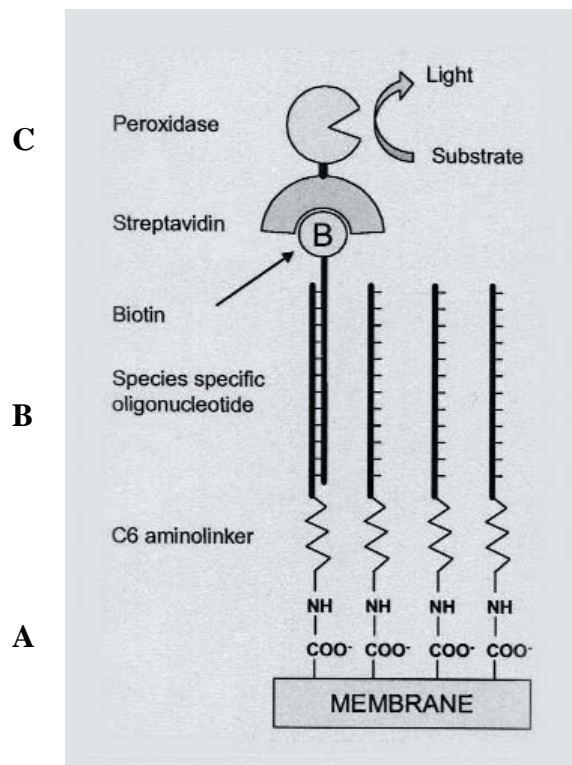 Light
Peroxidase
C
Substrate
Streptavidin
B
Biotin
Species specific
oligonucleotide
B
C6 aminolinker
NH NH NH NH
A
COO⁻ COO⁻ COO⁻ COO⁻
MEMBRANE